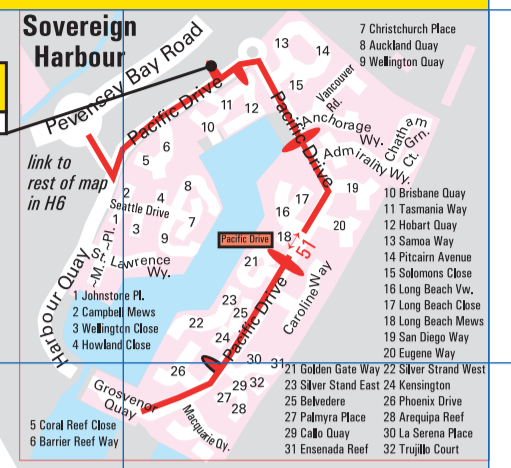 Sovereign
Harbour
Pevensey Bay Road
7 Christchurch Place
8 Auckland Quay
9 Wellington Quay
13
14
15
Vancouver
Rd.
Pacific Drive
11
12
10
Pacific Drive
Anchorage
Wy.
Chatham
Ct. Grn.
Admirality Wy.
link to
rest of map
in H6
5
6
2
4
8
Seattle Drive
1
3
9
7
~M. ~Pl.
St. Lawrence
Wy.
Harbour Quay
19
17
16
18
20
Pacific Drive
51
21
10 Brisbane Quay
11 Tasmania Way
12 Hobart Quay
13 Samoa Way
14 Pitcairn Avenue
15 Solomons Close
16 Long Beach Vw.
17 Long Beach Close
18 Long Beach Mews
19 San Diego Way
20 Eugene Way
1 Johnstone Pl.
2 Campbell Mews
3 Wellington Close
4 Howland Close
Caroline Way
Pacific Drive
23
25
22
24
30
31
26
29
32
27
28
Grosvenor
Quay
Macquarie Qy.
5 Coral Reef Close
6 Barrier Reef Way
21 Golden Gate Way 22 Silver Strand West
23 Silver Stand East 24 Kensington
25 Belvedere 26 Phoenix Drive
27 Palmyra Place 28 Arequipa Reef
29 Callo Quay 30 La Serena Place
31 Ensenada Reef 32 Trujillo Court